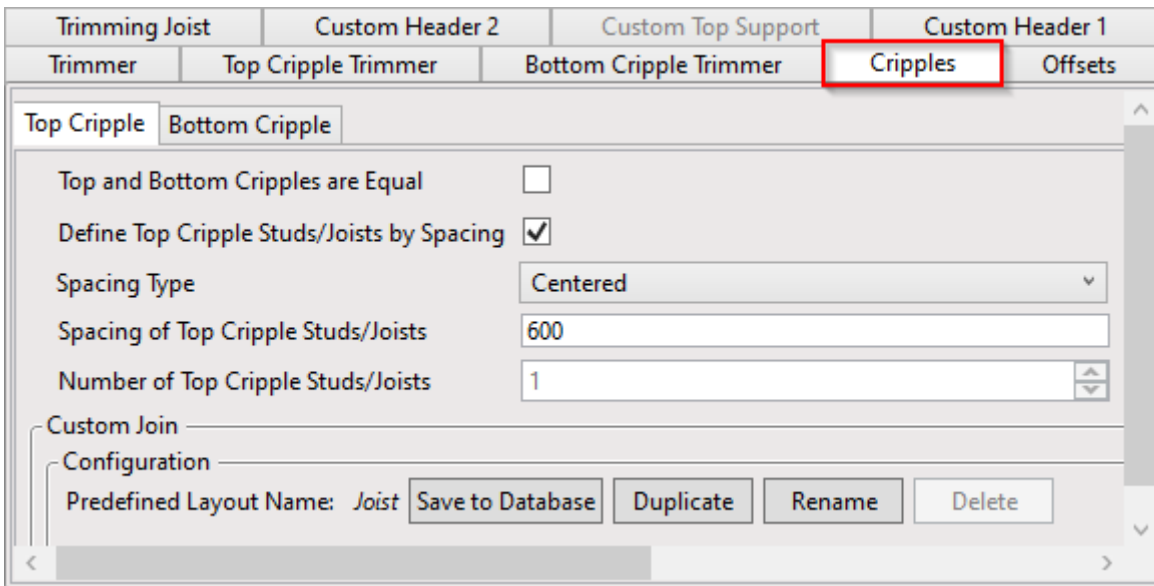 Trimming Joist Custom Header 2 Custom Top Support Custom Header 1
Trimmer Top Cripple Trimmer Bottom Cripple Trimmer Cripples Offsets
Top Cripple Bottom Cripple
Top and Bottom Cripples are Equal
Define Top Cripple Studs/Joists by Spacing
Spacing Type Centered
Spacing of Top Cripple Studs/Joists 600
Number of Top Cripple Studs/Joists 1
Custom Join
Configuration
Predefined Layout Name: Joist Save to Database Duplicate Rename Delete